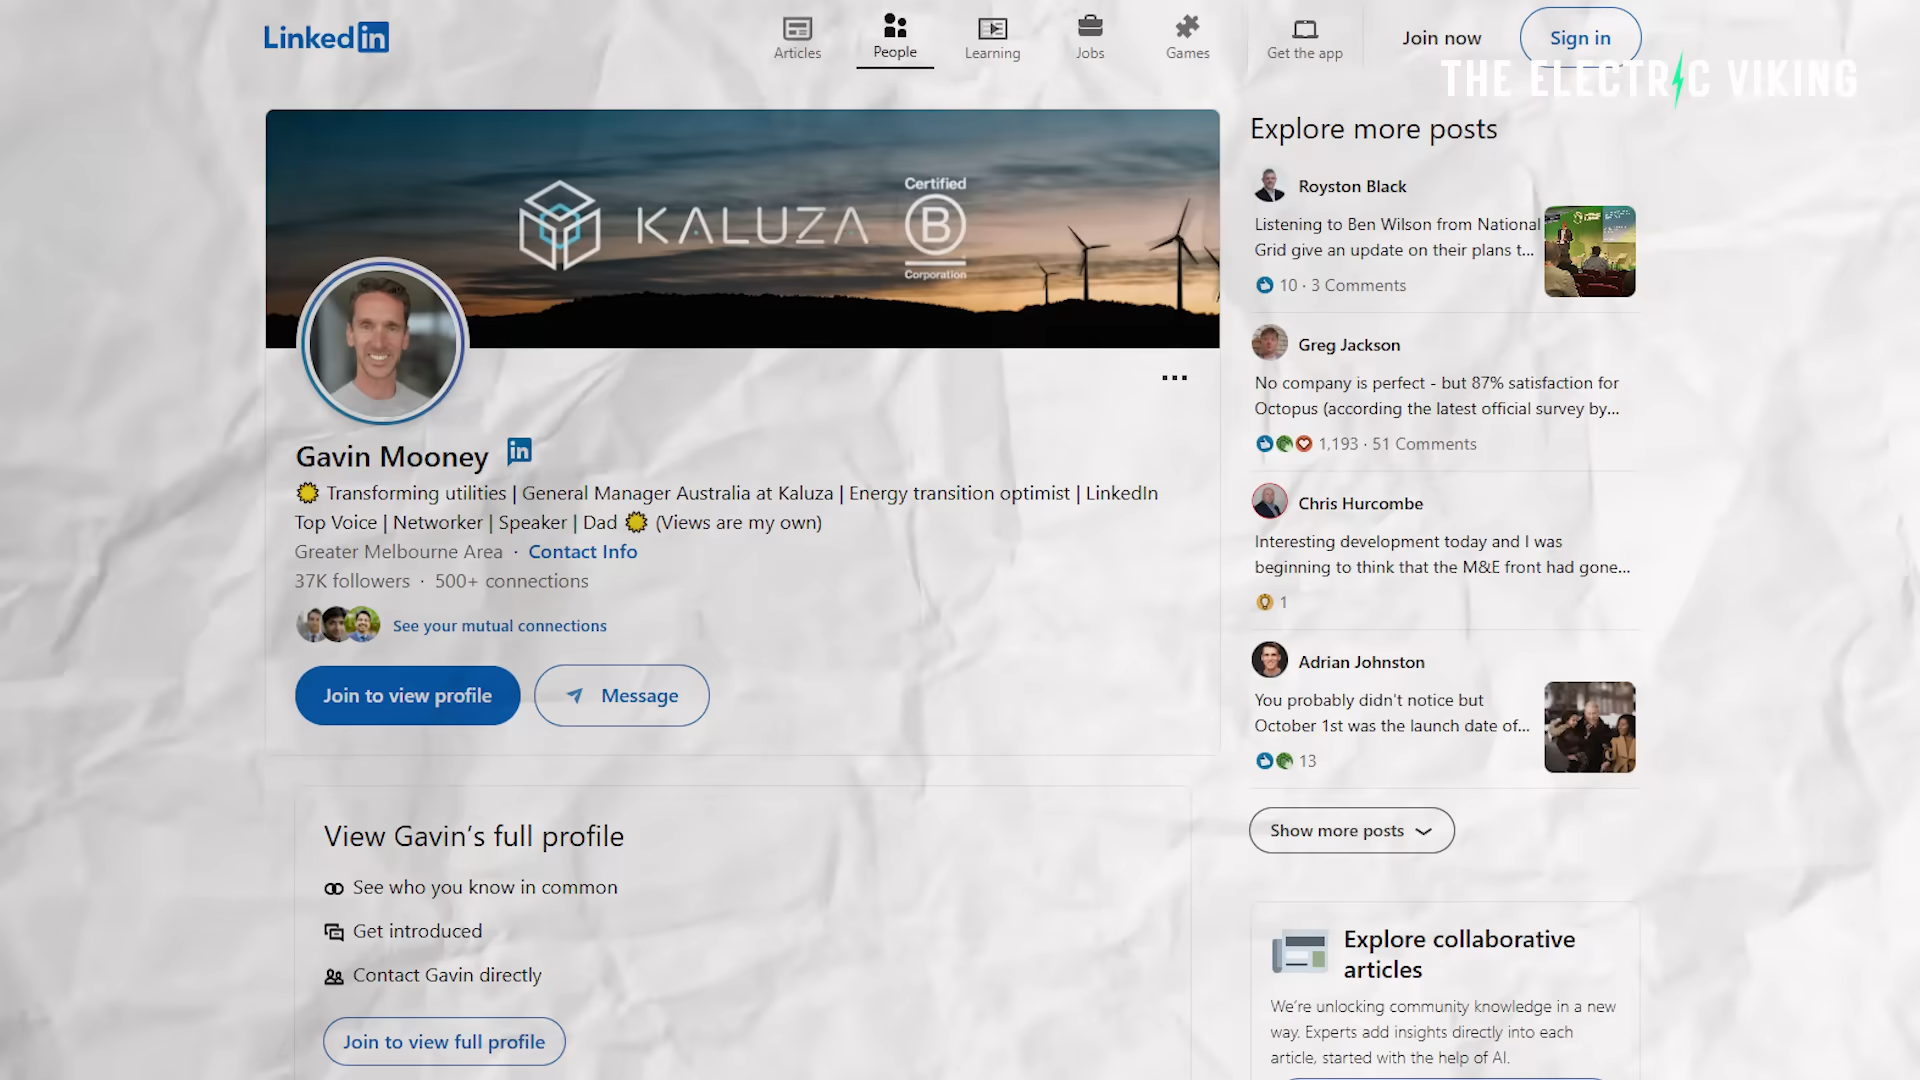 Linked in
Articles
People
Learning
Jobs
Games
Get the app
Join now
Sign in
THE ELECTRIC VIKING
KALUZA
Certified
B
Corporation
Gavin Mooney in
Transforming utilities | General Manager Australia at Kaluza | Energy transition optimist | LinkedIn
Top Voice | Networker | Speaker | Dad (Views are my own)
Greater Melbourne Area · Contact Info
37K followers · 500+ connections
See your mutual connections
Join to view profile
Message
View Gavin’s full profile
See who you know in common
Get introduced
Contact Gavin directly
Join to view full profile
Explore more posts
Royston Black
Listening to Ben Wilson from National
Grid give an update on their plans t...
10 · 3 Comments
Greg Jackson
No company is perfect - but 87% satisfaction for
Octopus (according the latest official survey by...
1,193 · 51 Comments
Chris Hurcombe
Interesting development today and I was
beginning to think that the M&E front had gone...
1
Adrian Johnston
You probably didn't notice but
October 1st was the launch date of...
13
Show more posts
Explore collaborative
articles
We’re unlocking community knowledge in a new
way. Experts add insights directly into each
article, started with the help of AI.